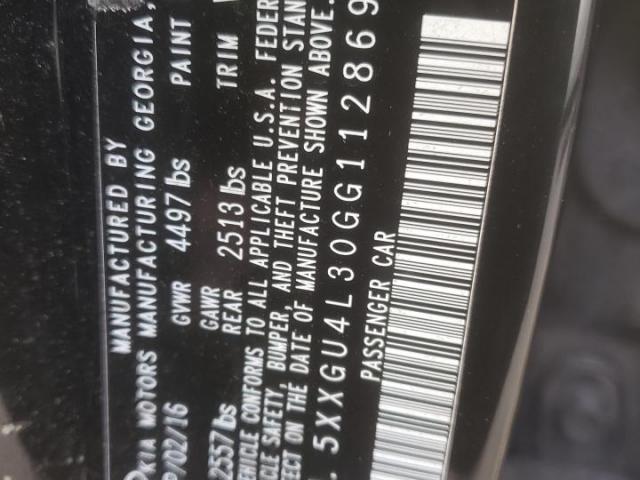 MANUFACTURED BY
KIA MOTORS MANUFACTURING GEORGIA,
/02/16 GVWR 4497 lbs PAINT
GAWR
2557 lbs REAR 2513 lbs TRIM
VEHICLE CONFORMS TO ALL APPLICABLE U.S.A. FEDER
CLE SAFETY, BUMPER, AND THEFT PREVENTION STAN
FECT ON THE DATE OF MANUFACTURE SHOWN ABOVE.
5XXGU4L30GG112869
PASSENGER CAR